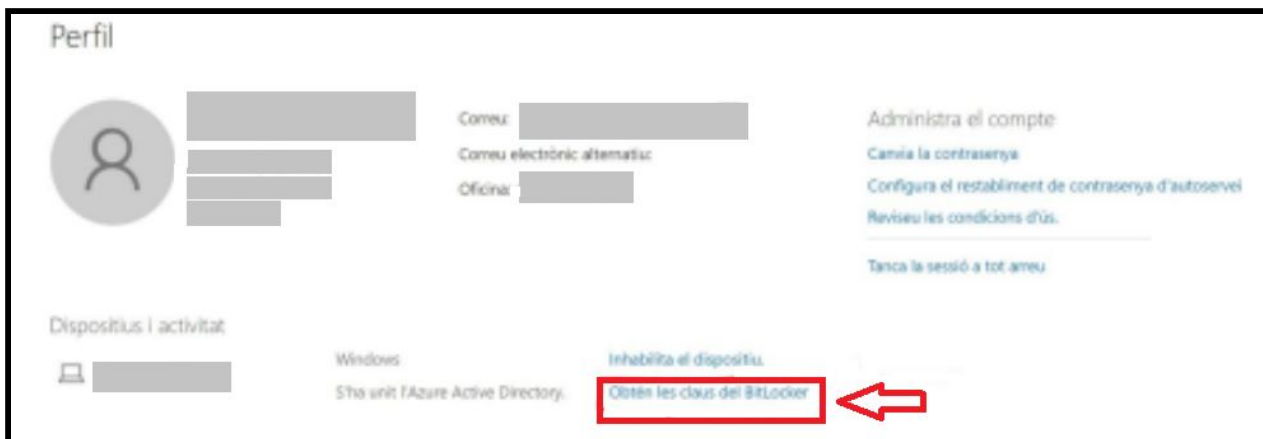 Perfil
Correu:
Correu electrònic alternatiu:
Oficina:
Administra el compte
Canvia la contrasenya
Configura el restabliment de contrasenya d'autoservei
Reviseu les condicions d'ús.
Tanca la sessió a tot arreu
Dispositius i activitat
Windows
S'ha unit l'Azure Active Directory.
Inhabilita el dispositiu.
Obtén les claus del BitLocker